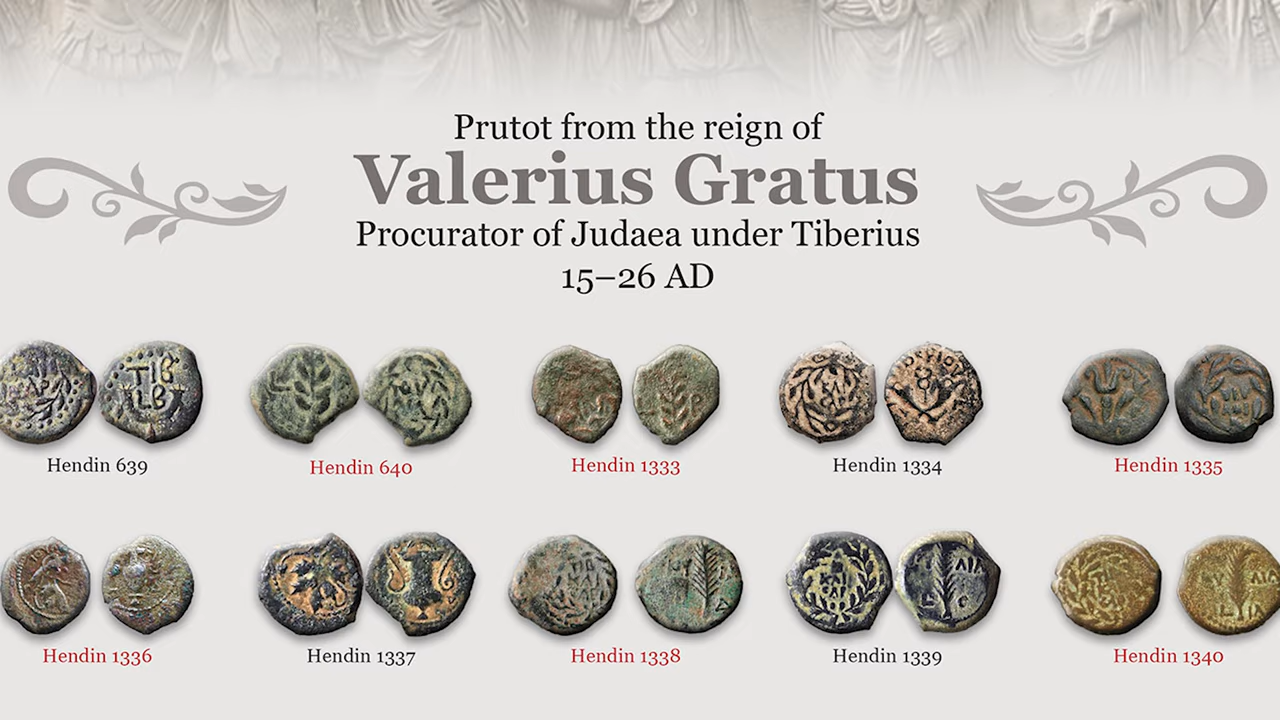 Prutot from the reign of
Valerius Gratus
Procurator of Judaea under Tiberius
15–26 AD
Hendin 639
Hendin 640
Hendin 1333
Hendin 1334
Hendin 1335
Hendin 1336
Hendin 1337
Hendin 1338
Hendin 1339
Hendin 1340